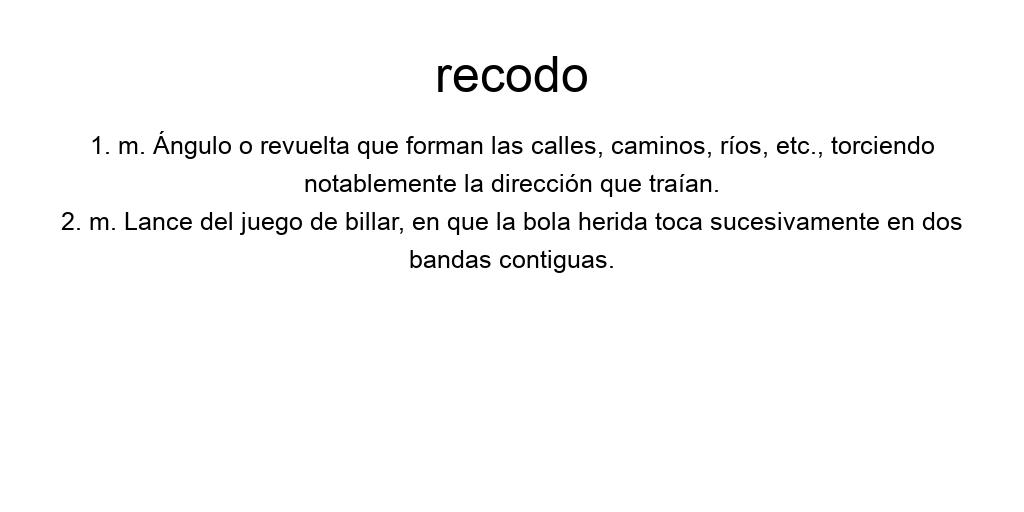 recodo
1. m. Ángulo o revuelta que forman las calles, caminos, ríos, etc., torciendo
notablemente la dirección que traían.
2. m. Lance del juego de billar, en que la bola herida toca sucesivamente en dos
bandas contiguas.